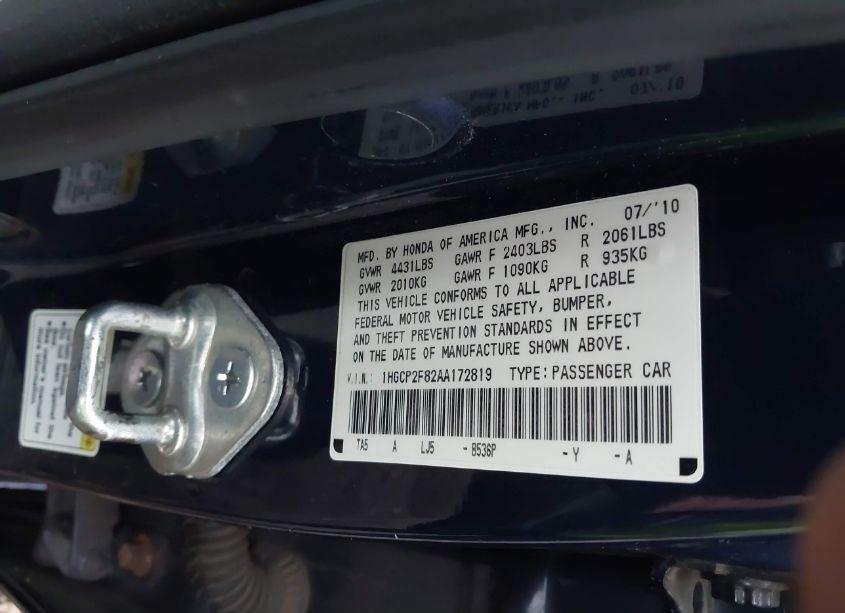 MFD. BY HONDA OF AMERICA MFG., INC. 07/'10
GVWR 4431LBS GAWR F 2403LBS R 2061LBS
GVWR 2010KG GAWR F 1090KG R 935KG
THIS VEHICLE CONFORMS TO ALL APPLICABLE
FEDERAL MOTOR VEHICLE SAFETY, BUMPER,
AND THEFT PREVENTION STANDARDS IN EFFECT
ON THE DATE OF MANUFACTURE SHOWN ABOVE.
V.I.N.: 1HGCP2F82AA172819 TYPE: PASSENGER CAR
TA5 A LJ5 - B536P - Y - A